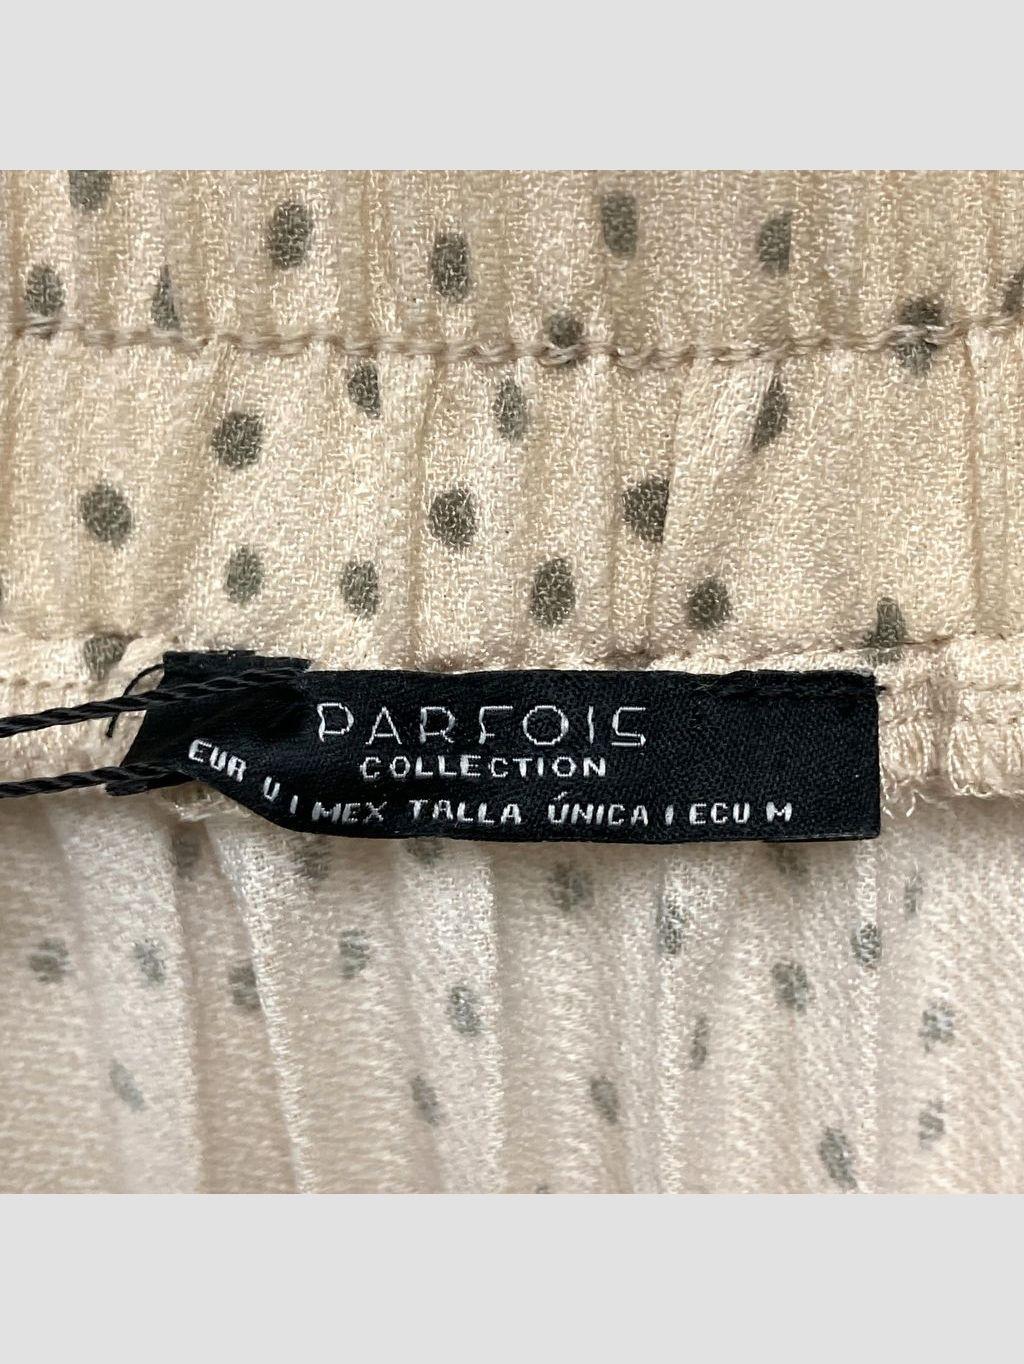 PARFOIS
COLLECTION
EUR U | MEX TALLA ÚNICA | ECU M